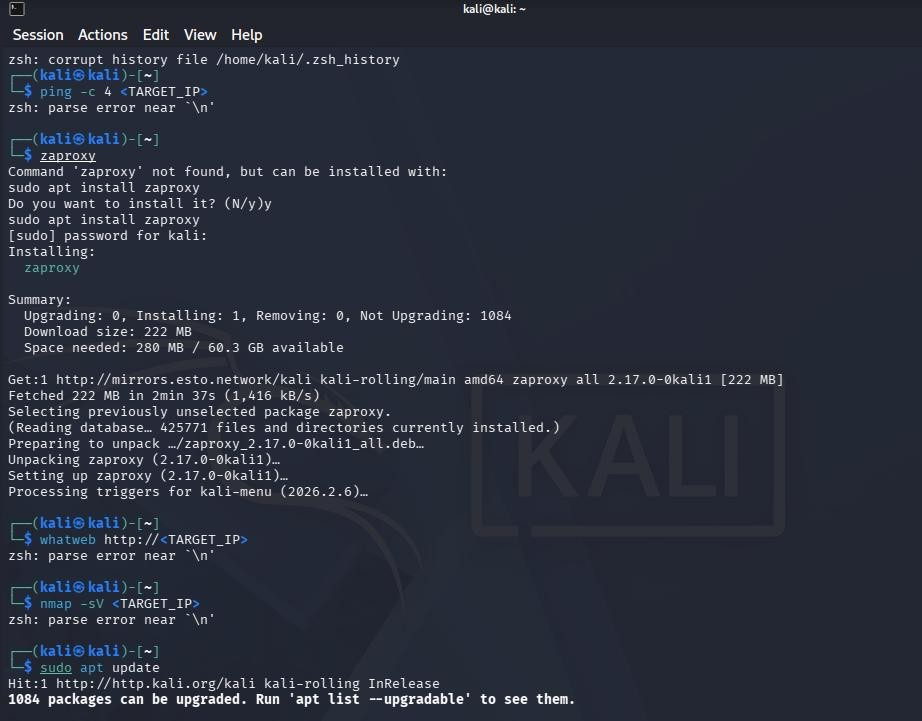 kali@kali: ~
Session Actions Edit View Help
zsh: corrupt history file /home/kali/.zsh_history
┌──(kali㉿kali)-[~]
└─$ ping -c 4 <TARGET_IP>
zsh: parse error near `\n'
┌──(kali㉿kali)-[~]
└─$ zaproxy
Command 'zaproxy' not found, but can be installed with:
sudo apt install zaproxy
Do you want to install it? (N/y)y
sudo apt install zaproxy
[sudo] password for kali:
Installing:
zaproxy
Summary:
Upgrading: 0, Installing: 1, Removing: 0, Not Upgrading: 1084
Download size: 222 MB
Space needed: 280 MB / 60.3 GB available
Get:1 http://mirrors.esto.network/kali kali-rolling/main amd64 zaproxy all 2.17.0-0kali1 [222 MB]
Fetched 222 MB in 2min 37s (1,416 kB/s)
Selecting previously unselected package zaproxy.
(Reading database… 425771 files and directories currently installed.)
Preparing to unpack …/zaproxy_2.17.0-0kali1_all.deb…
Unpacking zaproxy (2.17.0-0kali1)…
Setting up zaproxy (2.17.0-0kali1)…
Processing triggers for kali-menu (2026.2.6)…
KALI
┌──(kali㉿kali)-[~]
└─$ whatweb http://<TARGET_IP>
zsh: parse error near `\n'
┌──(kali㉿kali)-[~]
└─$ nmap -sV <TARGET_IP>
zsh: parse error near `\n'
┌──(kali㉿kali)-[~]
└─$ sudo apt update
Hit:1 http://http.kali.org/kali kali-rolling InRelease
1084 packages can be upgraded. Run 'apt list --upgradable' to see them.